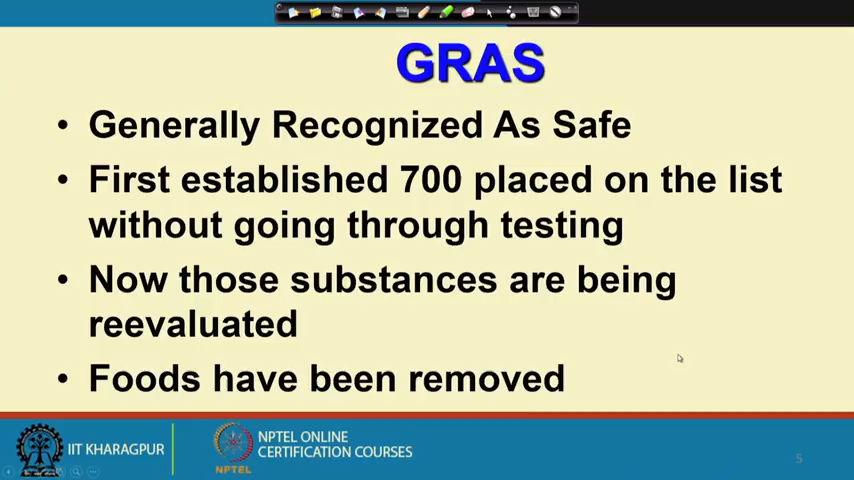 GRAS
• Generally Recognized As Safe
• First established 700 placed on the list
without going through testing
• Now those substances are being
reevaluated
• Foods have been removed
IIT KHARAGPUR
NPTEL
NPTEL ONLINE
CERTIFICATION COURSES
5